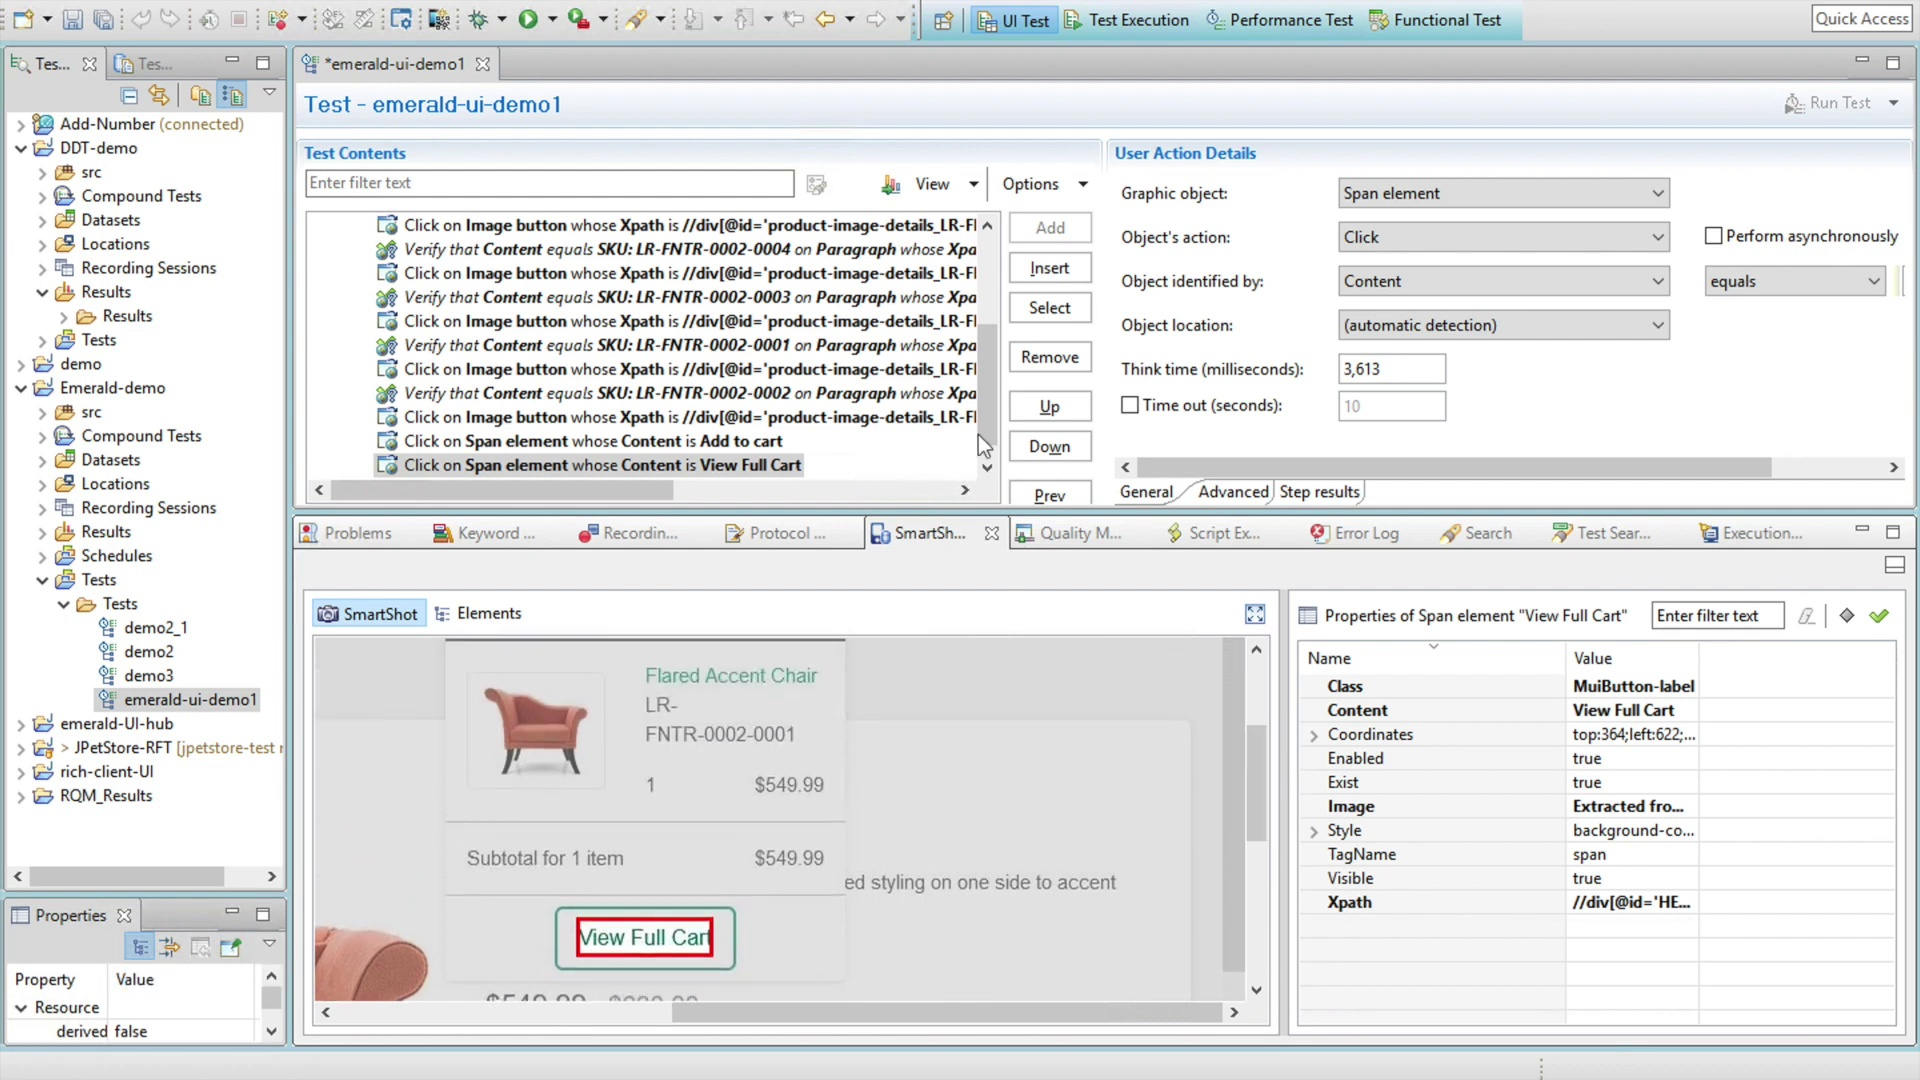 UI Test
Test Execution
Performance Test
Functional Test
Quick Access
Tes...
Tes...
*emerald-ui-demo1
Test - emerald-ui-demo1
Run Test
Add-Number (connected)
DDT-demo
src
Compound Tests
Datasets
Locations
Recording Sessions
Results
Results
Tests
demo
Emerald-demo
src
Compound Tests
Datasets
Locations
Recording Sessions
Results
Schedules
Tests
Tests
demo2_1
demo2
demo3
emerald-ui-demo1
emerald-UI-hub
> JPetStore-RFT [jpetstore-test r
rich-client-UI
RQM_Results
Test Contents
Enter filter text
View
Options
Click on Image button whose Xpath is //div[@id='product-image-details_LR-FI
Verify that Content equals SKU: LR-FNTR-0002-0004 on Paragraph whose Xpa
Click on Image button whose Xpath is //div[@id='product-image-details_LR-FI
Verify that Content equals SKU: LR-FNTR-0002-0003 on Paragraph whose Xpa
Click on Image button whose Xpath is //div[@id='product-image-details_LR-FI
Verify that Content equals SKU: LR-FNTR-0002-0001 on Paragraph whose Xpa
Click on Image button whose Xpath is //div[@id='product-image-details_LR-FI
Verify that Content equals SKU: LR-FNTR-0002-0002 on Paragraph whose Xpa
Click on Image button whose Xpath is //div[@id='product-image-details_LR-FI
Click on Span element whose Content is Add to cart
Click on Span element whose Content is View Full Cart
Add
Insert
Select
Remove
Up
Down
Prev
User Action Details
Graphic object:
Span element
Object's action:
Click
Perform asynchronously
Object identified by:
Content
equals
Object location:
(automatic detection)
Think time (milliseconds):
3,613
Time out (seconds):
10
General
Advanced
Step results
Problems
Keyword ...
Recordin...
Protocol ...
SmartSh...
Quality M...
Script Ex...
Error Log
Search
Test Sear...
Execution...
SmartShot
Elements
Flared Accent Chair
LR-
FNTR-0002-0001
1
$549.99
Subtotal for 1 item
$549.99
ed styling on one side to accent
View Full Cart
$549.99
Properties of Span element "View Full Cart"
Enter filter text
Name Value
Class MuiButton-label
Content View Full Cart
Coordinates top:364;left:622;...
Enabled true
Exist true
Image Extracted fro...
Style background-co...
TagName span
Visible true
Xpath //div[@id='HE...
Properties
Property Value
Resource
derived false